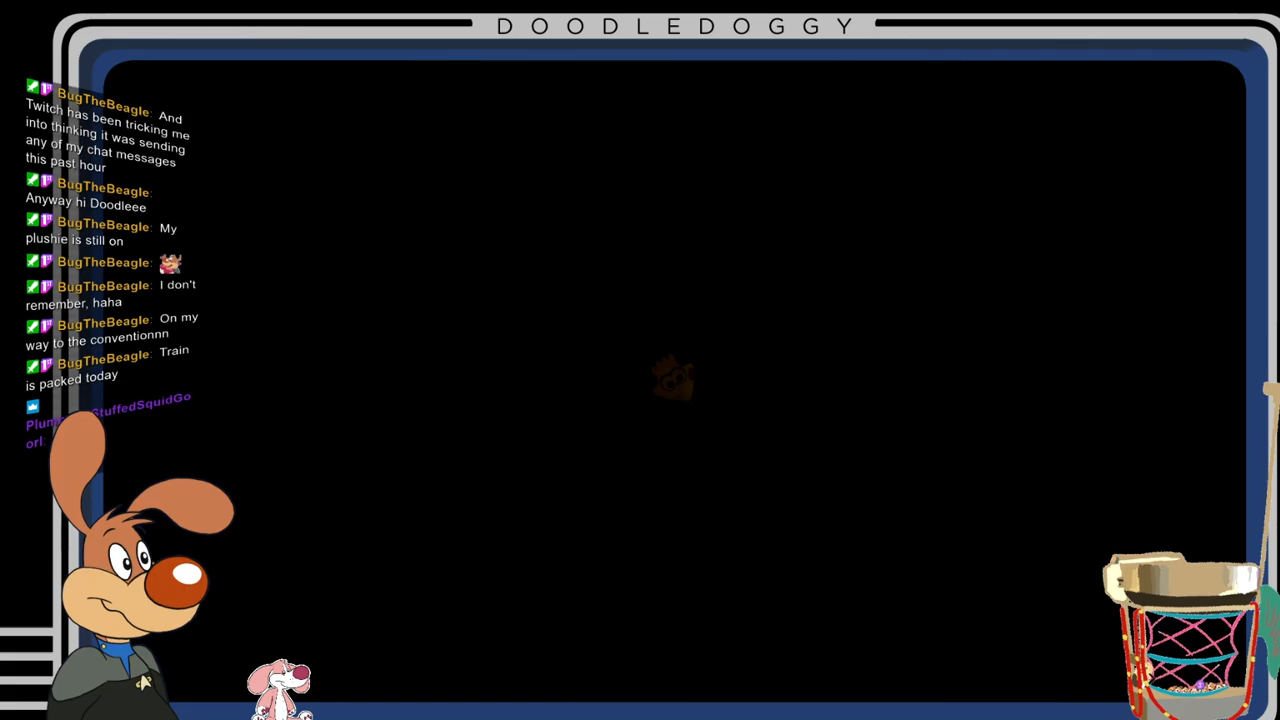 DOODLEDOGGY
BugTheBeagle: And
Twitch has been tricking me
into thinking it was sending
any of my chat messages
this past hour
BugTheBeagle:
Anyway hi Doodleee
BugTheBeagle: My
plushie is still on
BugTheBeagle:
BugTheBeagle: I don't
remember, haha
BugTheBeagle: On my
way to the conventionnn
BugTheBeagle: Train
is packed today
orl: